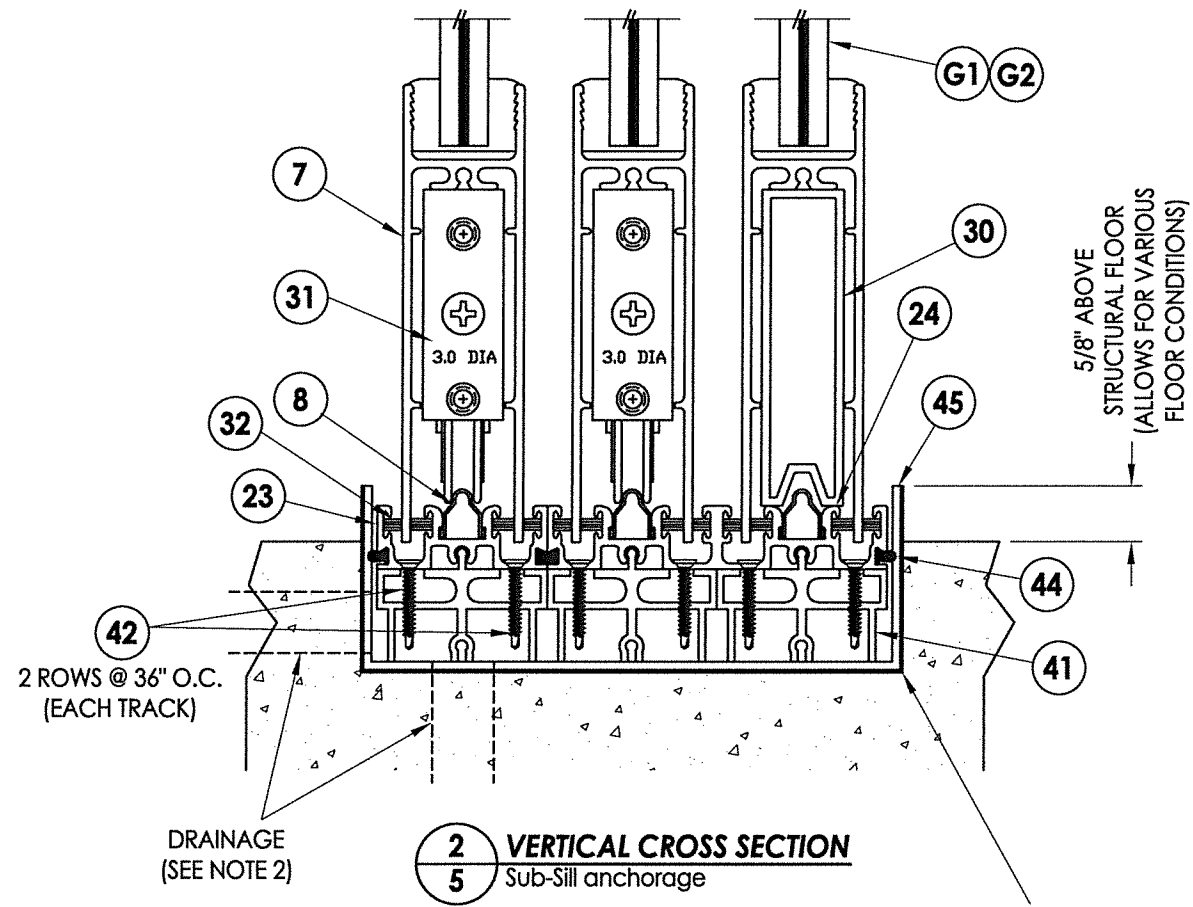 G1 G2
7
30
5/8" ABOVE
STRUCTURAL FLOOR
(ALLOWS FOR VARIOUS
FLOOR CONDITIONS)
31
24
3.0 DIA 3.0 DIA
8
45
32
23
44
42
2 ROWS @ 36" O.C.
(EACH TRACK)
41
DRAINAGE
(SEE NOTE 2)
2 VERTICAL CROSS SECTION
5 Sub-Sill anchorage